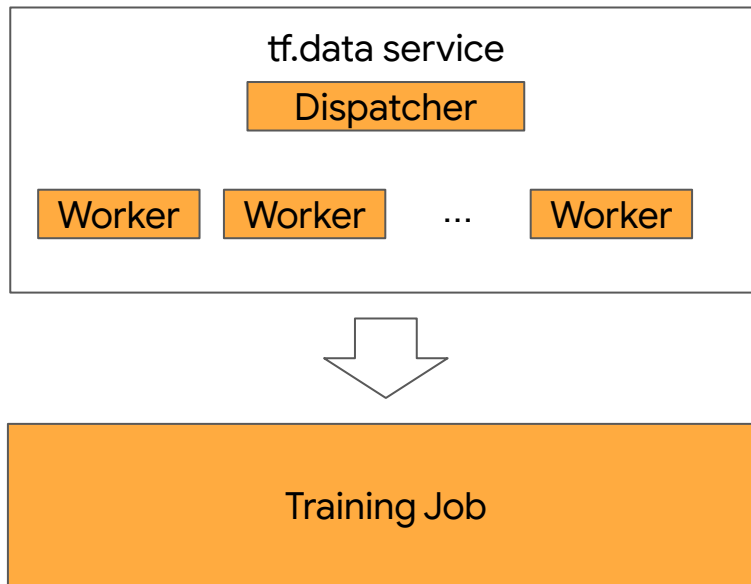 tf.data service
Dispatcher
Worker Worker ... Worker
Training Job